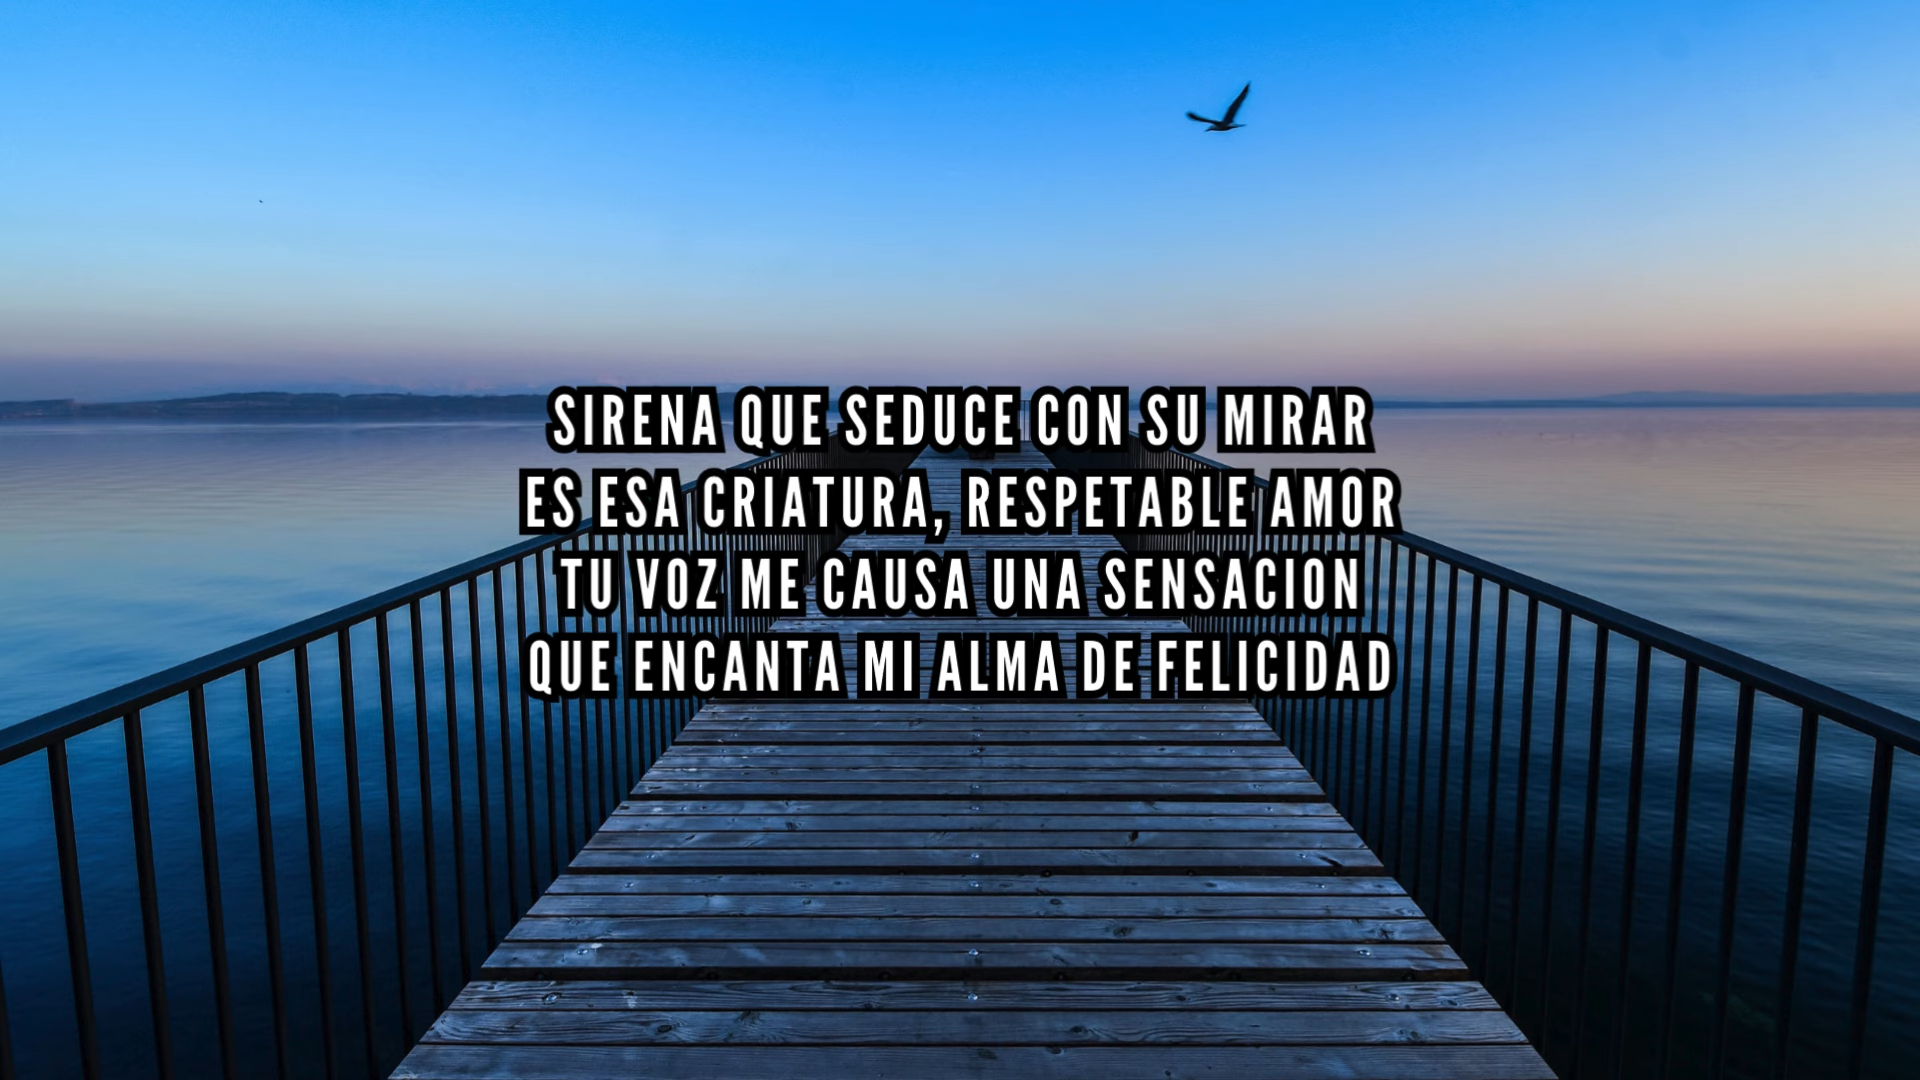 SIRENA QUE SEDUCE CON SU MIRAR
ES ESA CRIATURA, RESPETABLE AMOR
TU VOZ ME CAUSA UNA SENSACION
QUE ENCANTA MI ALMA DE FELICIDAD